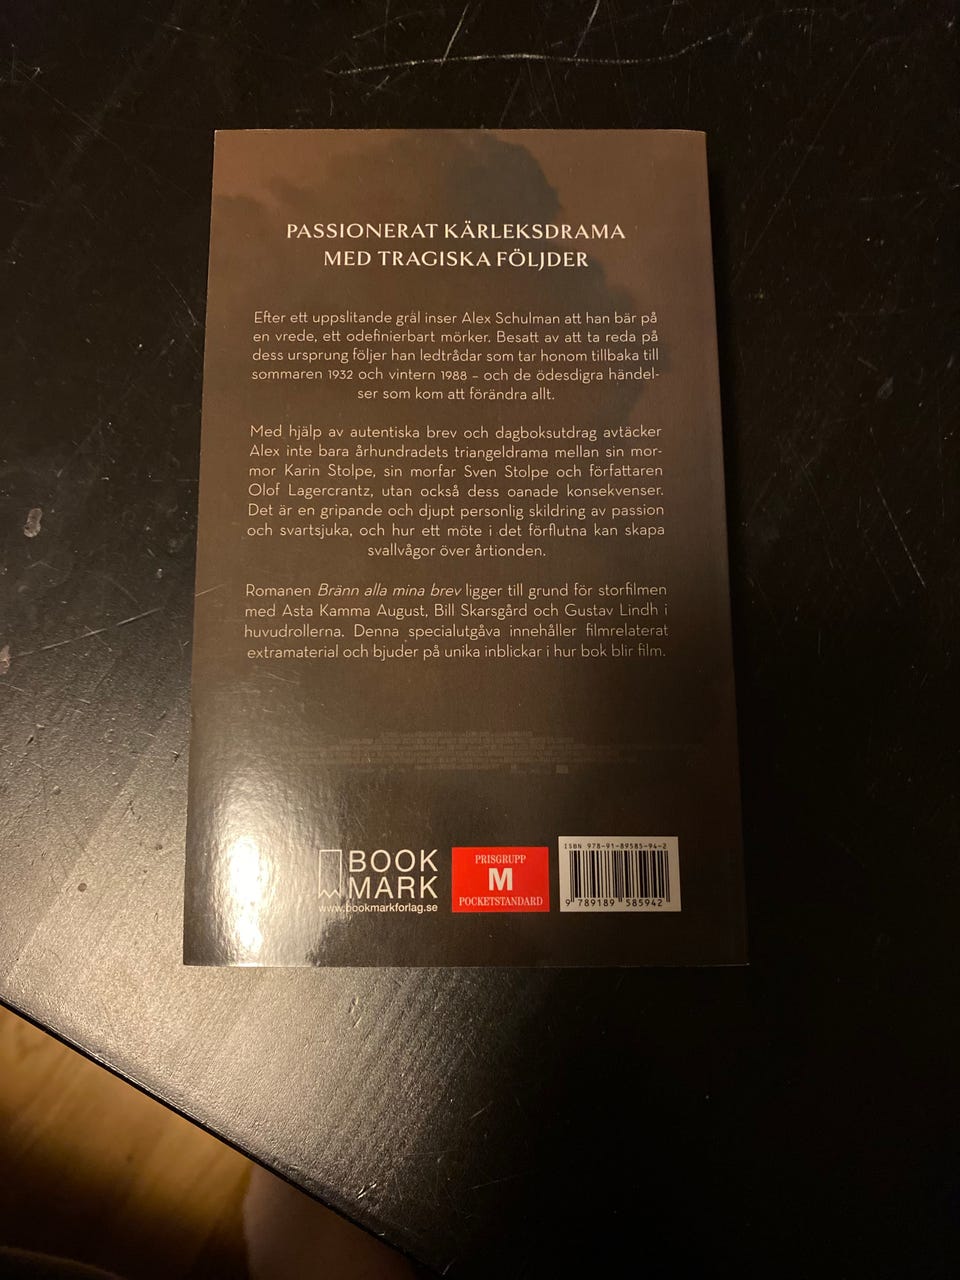 PASSIONERAT KÄRLEKSDRAMA
MED TRAGISKA FÖLJDER
Efter ett uppslitande gräl inser Alex Schulman att han bär på
en vrede, ett odefinierbart mörker. Besatt av att ta reda på
dess ursprung följer han ledtrådar som tar honom tillbaka till
sommaren 1932 och vintern 1988 – och de ödesdigra händel-
ser som kom att förändra allt.
Med hjälp av autentiska brev och dagboksutdrag avtäcker
Alex inte bara århundradets triangeldrama mellan sin mor-
mor Karin Stolpe, sin morfar Sven Stolpe och författaren
Olof Lagercrantz, utan också dess oanade konsekvenser.
Det är en gripande och djupt personlig skildring av passion
och svartsjuka, och hur ett möte i det förflutna kan skapa
svallvågor över årtionden.
Romanen Bränn alla mina brev ligger till grund för storfilmen
med Asta Kamma August, Bill Skarsgård och Gustav Lindh i
huvudrollerna. Denna specialutgåva innehåller filmrelaterat
extramaterial och bjuder på unika inblickar i hur bok blir film.
BOOK
MARK
www.bookmarkforlag.se
PRISGRUPP
M
POCKETSTANDARD
ISBN 978-91-89585-94-2
9 789189 585942